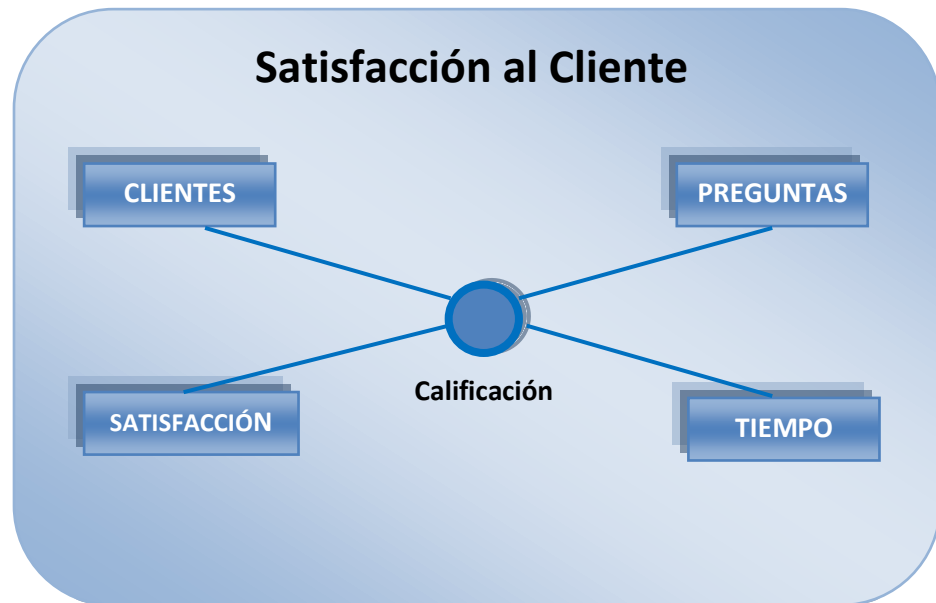 Satisfacción al Cliente
CLIENTES
PREGUNTAS
Calificación
SATISFACCIÓN
TIEMPO